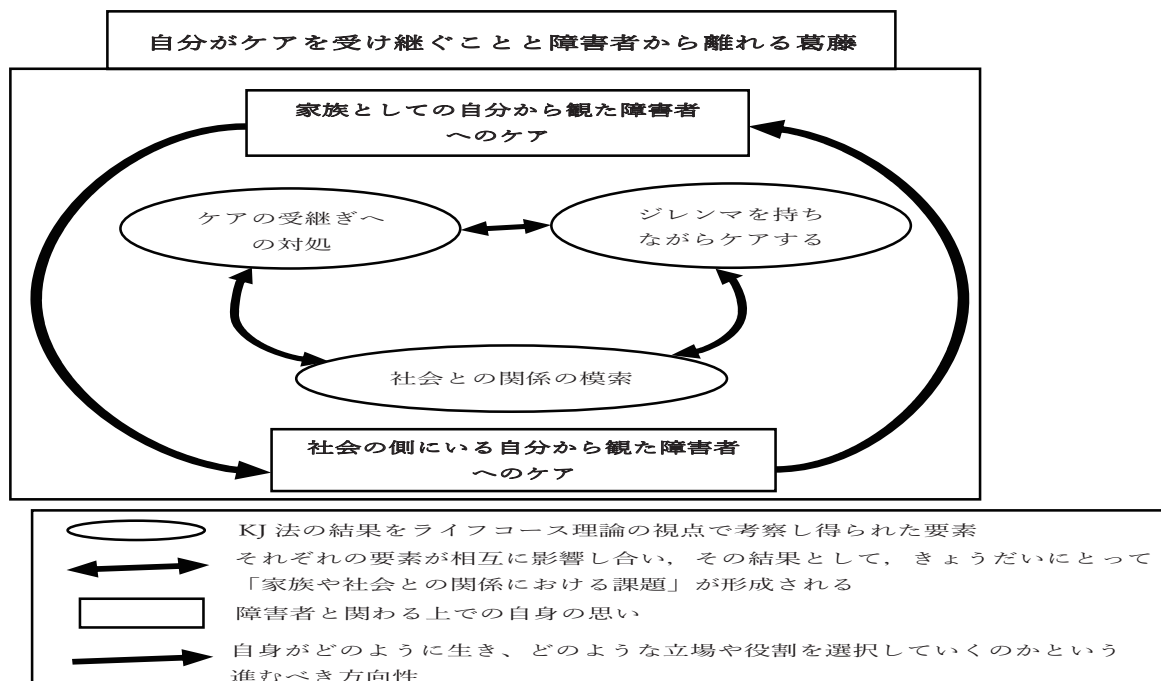 自分がケアを受け継ぐことと障害者から離れる葛藤
家族としての自分から観た障害者
へのケア
ケアの受継ぎへ
の対処
ジレンマを持ち
ながらケアする
社会との関係の模索
社会の側にいる自分から観た障害者
へのケア
KJ 法の結果をライフコース理論の視点で考察し得られた要素
それぞれの要素が相互に影響し合い，その結果として，きょうだいにとって
「家族や社会との関係における課題」が形成される
障害者と関わる上での自身の思い
自身がどのように生き、どのような立場や役割を選択していくのかという
進むべき方向性